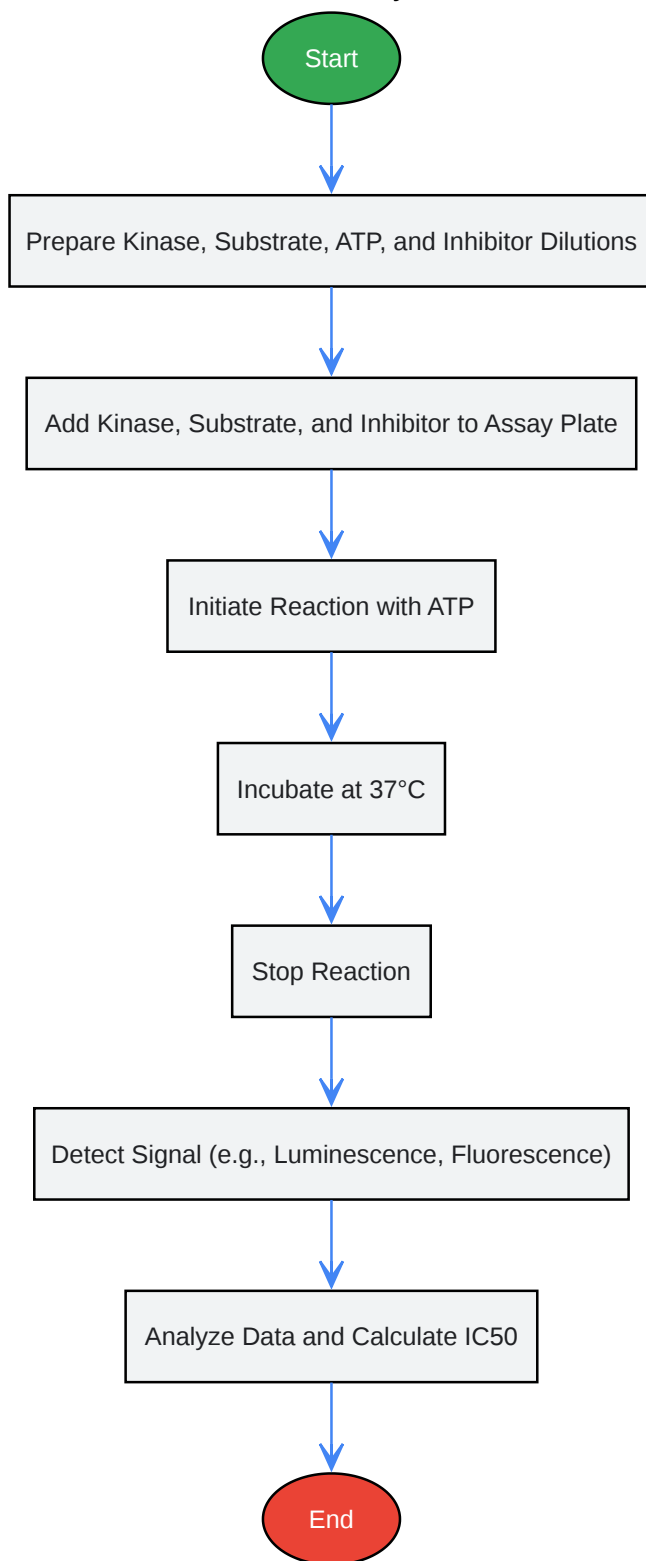 Start
Prepare Kinase, Substrate, ATP, and Inhibitor Dilutions
Add Kinase, Substrate, and Inhibitor to Assay Plate
Initiate Reaction with ATP
Incubate at 37°C
Stop Reaction
Detect Signal (e.g., Luminescence, Fluorescence)
Analyze Data and Calculate IC50
End